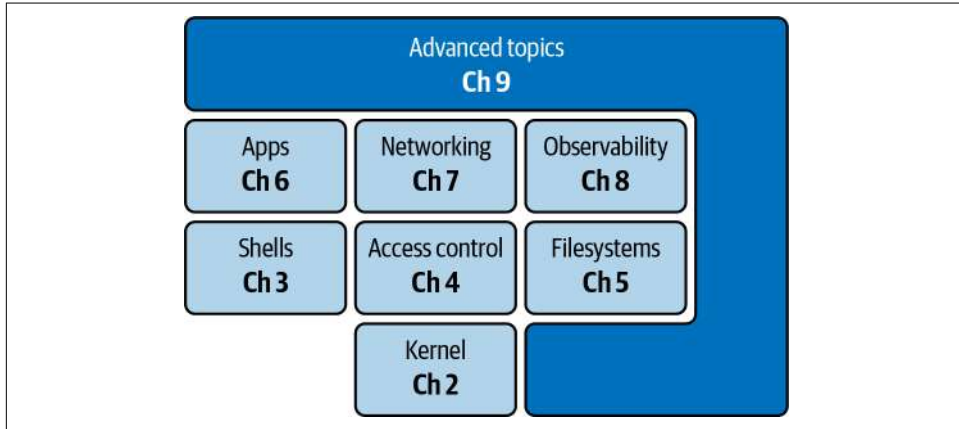 Advanced topics
Ch 9
Apps
Ch 6
Networking
Ch 7
Observability
Ch 8
Shells
Ch 3
Access control
Ch 4
Filesystems
Ch 5
Kernel
Ch 2